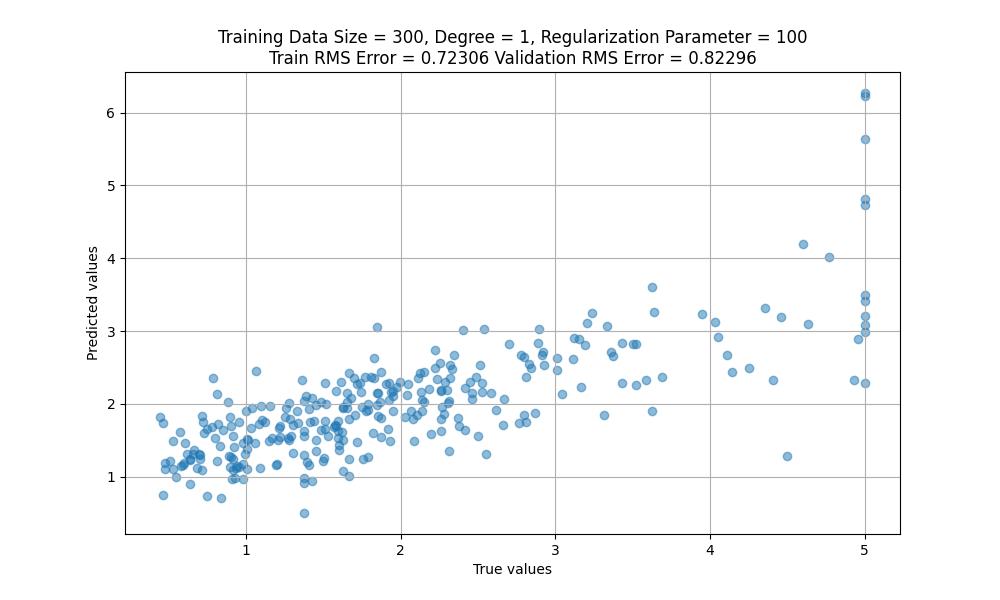 Training Data Size = 300, Degree = 1, Regularization Parameter = 100
Train RMS Error = 0.72306 Validation RMS Error = 0.82296
6
5
4
3
2
1
Predicted values
1 2 3 4 5
True values